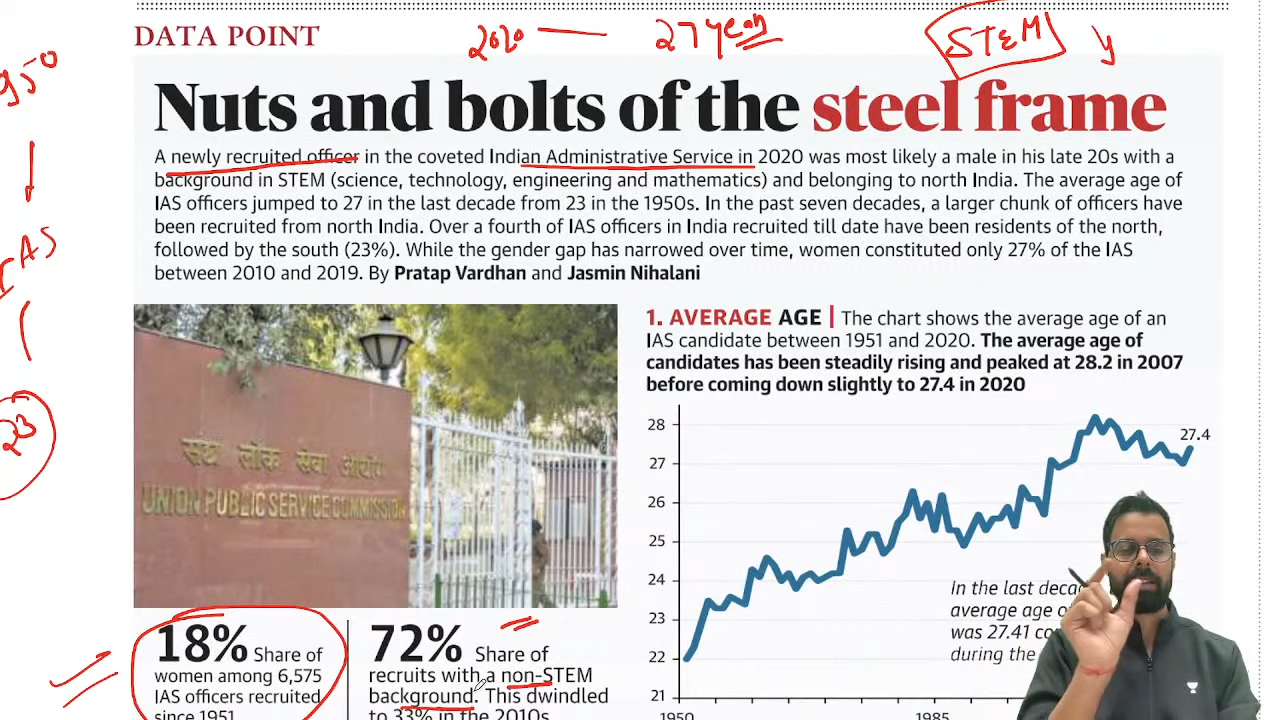 2020 — 27 year STEM y
DATA POINT
950
IAS
23
Nuts and bolts of the steel frame
A newly recruited officer in the coveted Indian Administrative Service in 2020 was most likely a male in his late 20s with a
background in STEM (science, technology, engineering and mathematics) and belonging to north India. The average age of
IAS officers jumped to 27 in the last decade from 23 in the 1950s. In the past seven decades, a larger chunk of officers have
been recruited from north India. Over a fourth of IAS officers in India recruited till date have been residents of the north,
followed by the south (23%). While the gender gap has narrowed over time, women constituted only 27% of the IAS
between 2010 and 2019. By Pratap Vardhan and Jasmin Nihalani
संघ लोक सेवा आयोग
UNION PUBLIC SERVICE COMMISSION
18% Share of
women among 6,575
IAS officers recruited
since 1951
72% Share of
recruits with a non-STEM
background. This dwindled
to 33% in the 2010s
1. AVERAGE AGE | The chart shows the average age of an
IAS candidate between 1951 and 2020. The average age of
candidates has been steadily rising and peaked at 28.2 in 2007
before coming down slightly to 27.4 in 2020
28
27
26
25
24
23
22
21
27.4
In the last deca
average age o
was 27.41 co
during the
1950
1985